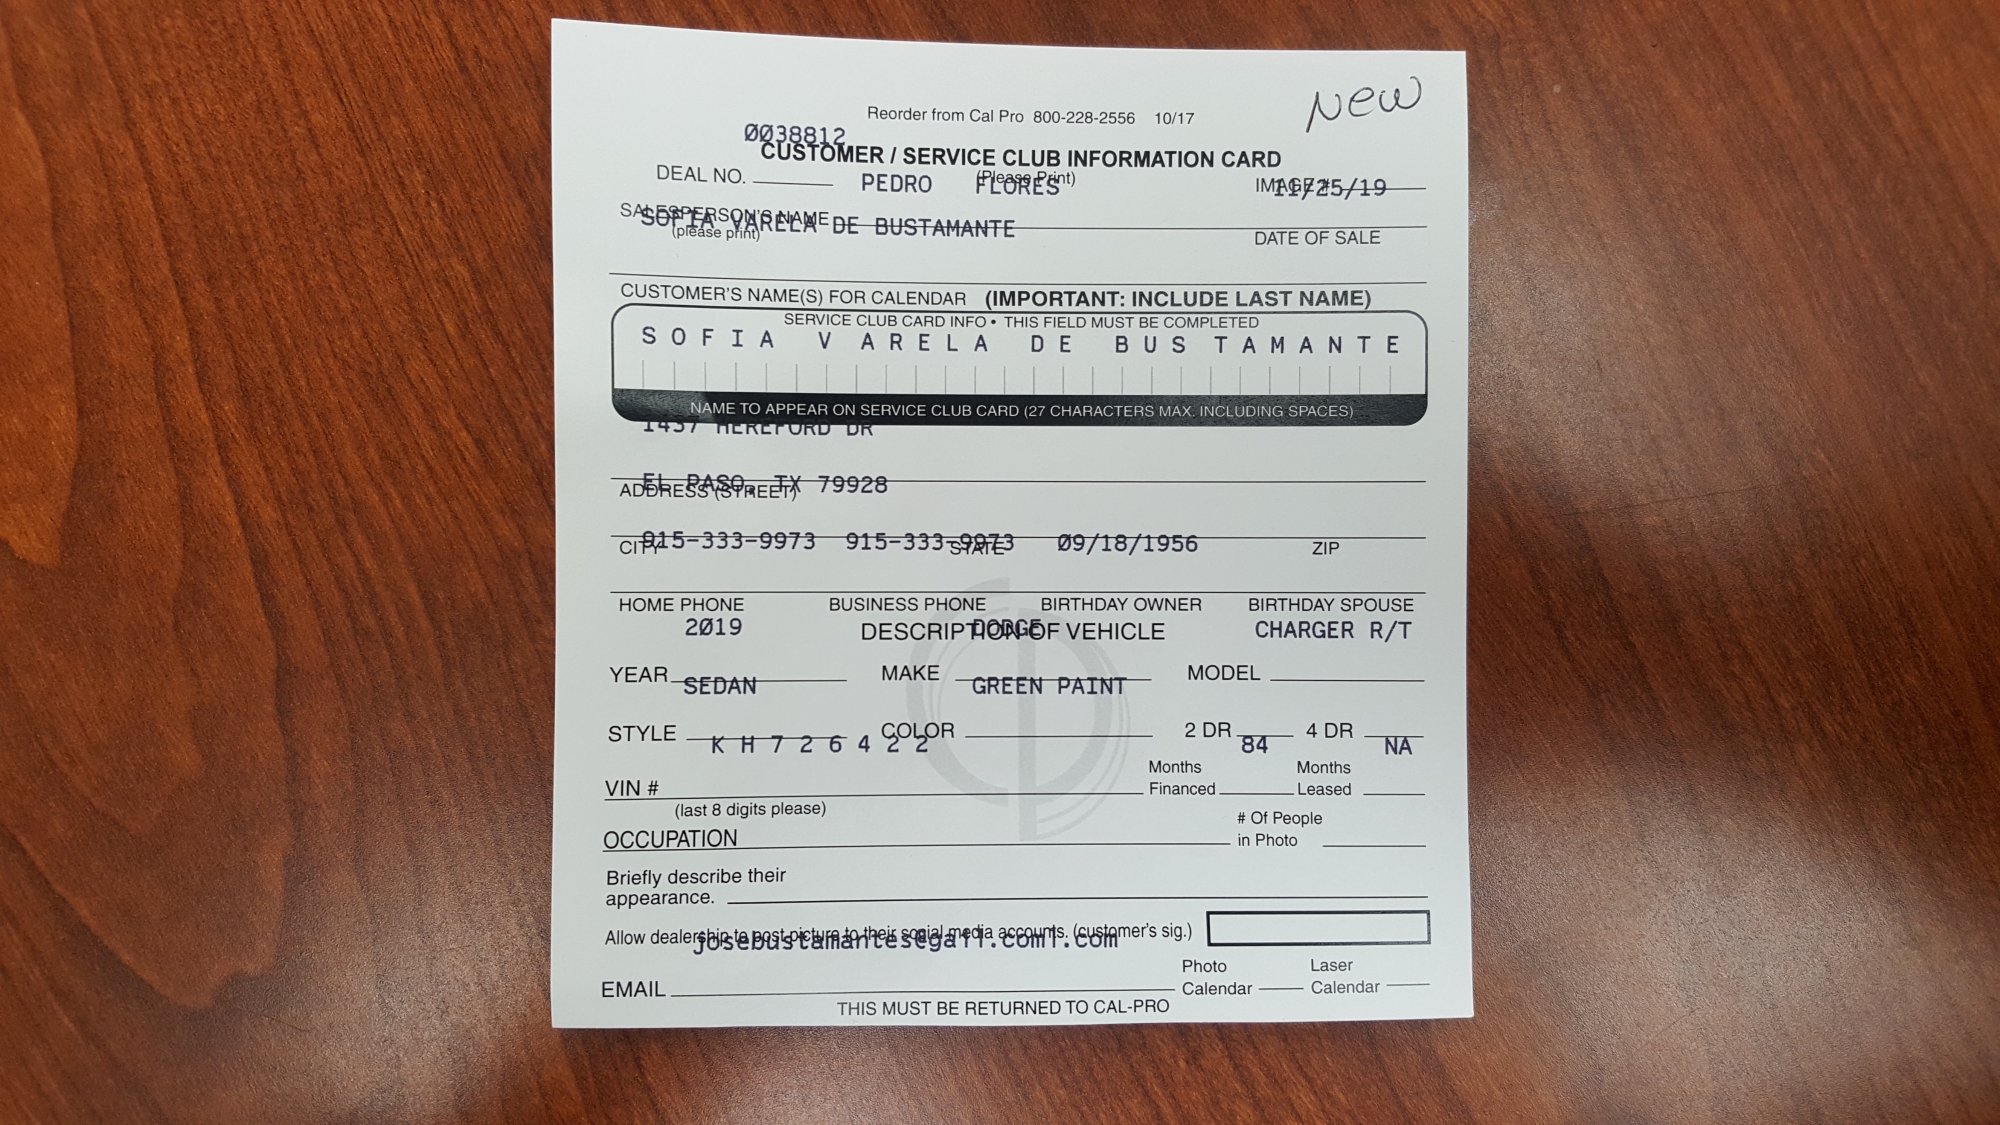 New
Reorder from Cal Pro 800-228-2556 10/17
0038812
CUSTOMER / SERVICE CLUB INFORMATION CARD
(Please Print)
DEAL NO. PEDRO FLORES IMAGE # 11/25/19
SALESPERSON'S NAME
SOFIA VARELA DE BUSTAMANTE
(please print) DATE OF SALE
CUSTOMER'S NAME(S) FOR CALENDAR (IMPORTANT: INCLUDE LAST NAME)
SERVICE CLUB CARD INFO • THIS FIELD MUST BE COMPLETED
SOFIA VARELA DE BUSTAMANTE
NAME TO APPEAR ON SERVICE CLUB CARD (27 CHARACTERS MAX. INCLUDING SPACES)
1437 HEREFORD DR
EL PASO, TX 79928
ADDRESS (STREET)
915-333-9973 915-333-9973 09/18/1956
CITY STATE ZIP
HOME PHONE BUSINESS PHONE BIRTHDAY OWNER BIRTHDAY SPOUSE
2019 DODGE CHARGER R/T
DESCRIPTION OF VEHICLE
YEAR MAKE MODEL
SEDAN GREEN PAINT
STYLE COLOR 2 DR 4 DR
KH726422 84 NA
VIN # Months Financed Months Leased
(last 8 digits please)
OCCUPATION # Of People in Photo
Briefly describe their
appearance.
Allow dealership to post picture to their social media accounts. (customer's sig.)
EMAIL Photo Calendar Laser Calendar
THIS MUST BE RETURNED TO CAL-PRO